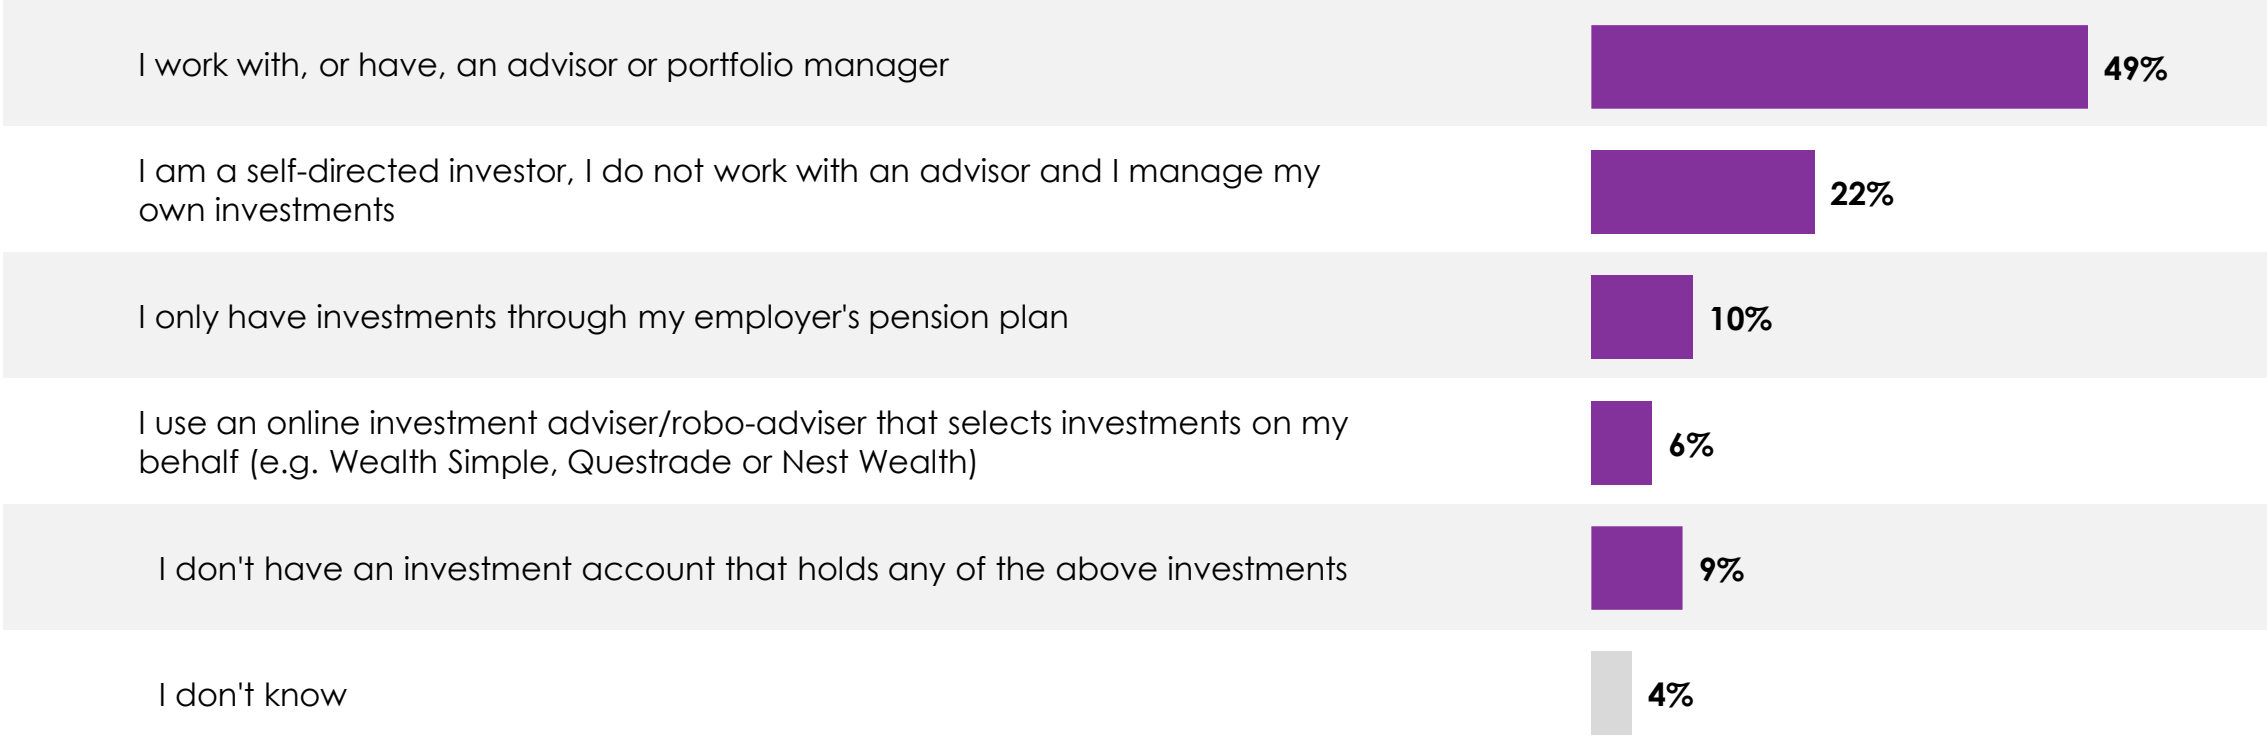 I work with, or have, an advisor or portfolio manager
49%
I am a self-directed investor, I do not work with an advisor and I manage my
own investments
22%
I only have investments through my employer's pension plan
10%
I use an online investment adviser/robo-adviser that selects investments on my
behalf (e.g. Wealth Simple, Questrade or Nest Wealth)
6%
I don't have an investment account that holds any of the above investments
9%
I don't know
4%